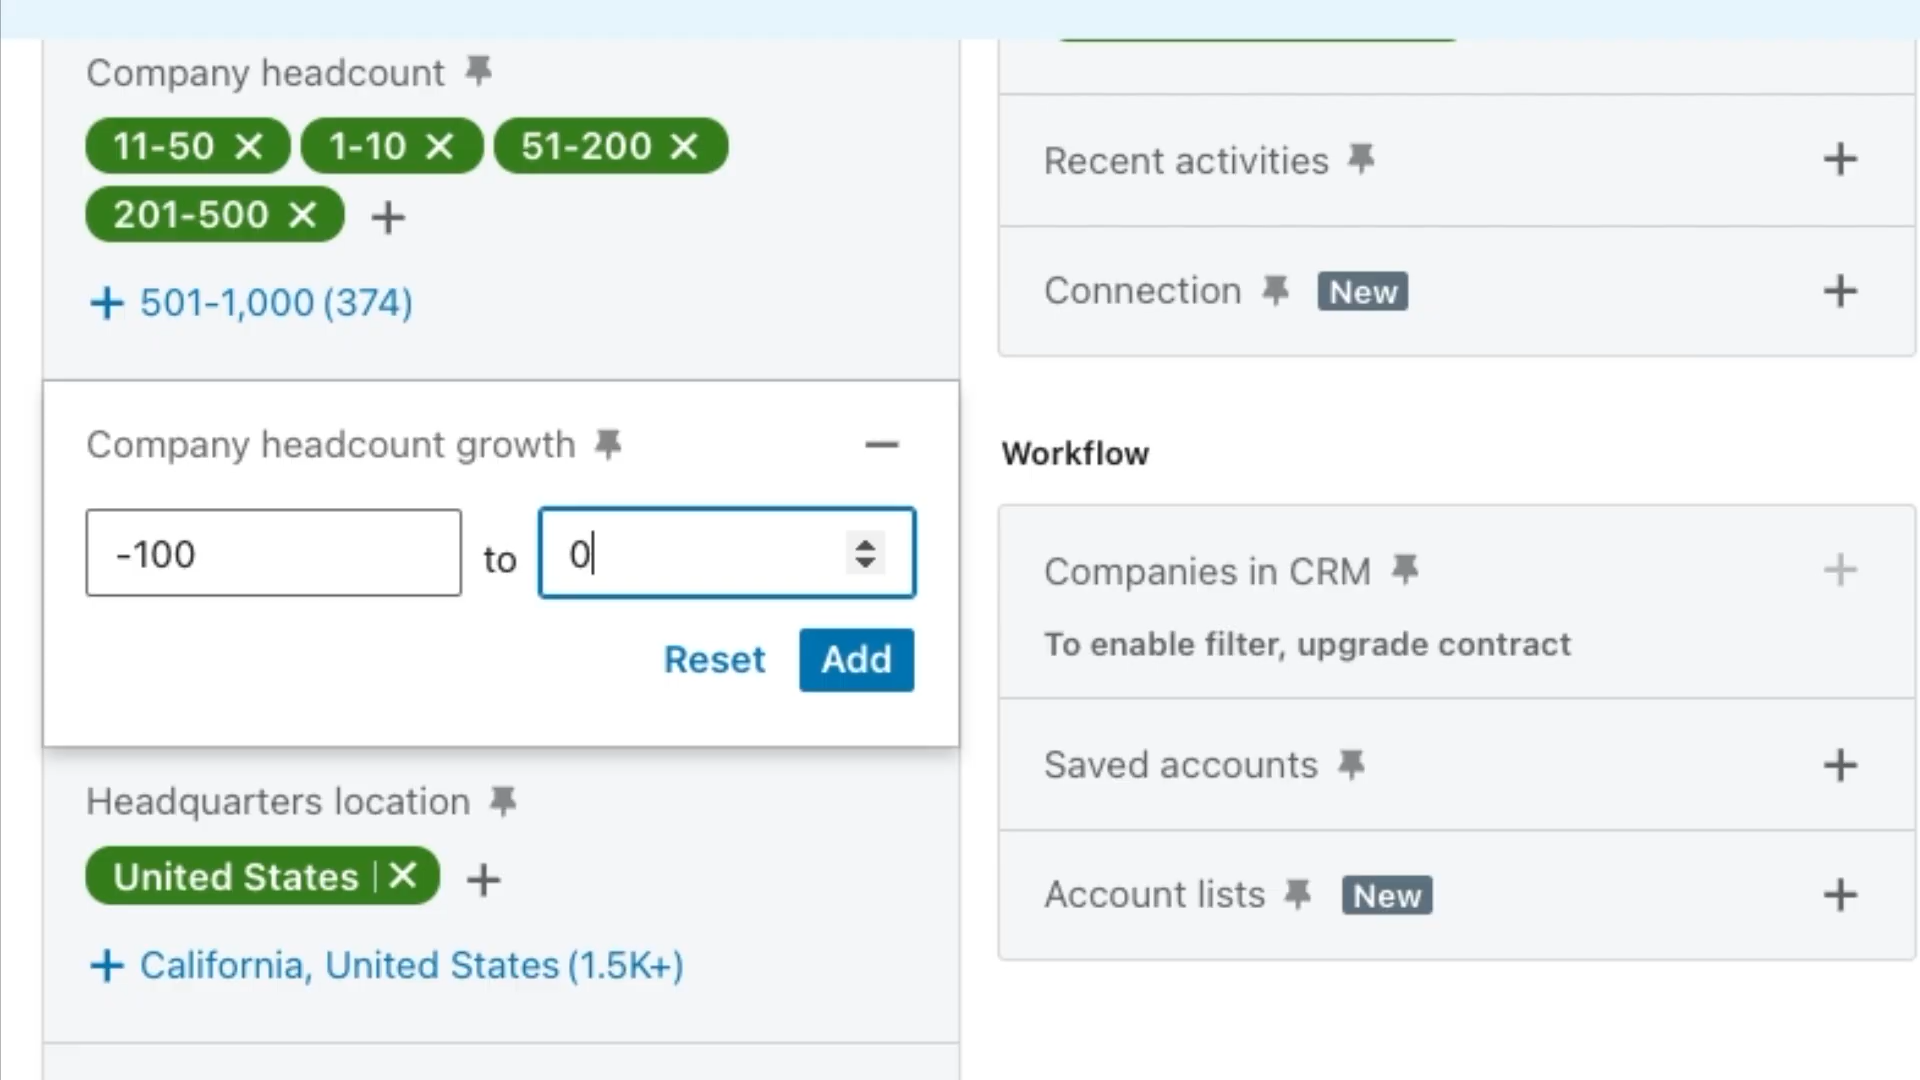 Company headcount
11-50 1-10 51-200
201-500
501-1,000 (374)
Company headcount growth
-100 to 0
Reset Add
Headquarters location
United States
California, United States (1.5K+)
Recent activities
Connection New
Workflow
Companies in CRM
To enable filter, upgrade contract
Saved accounts
Account lists New